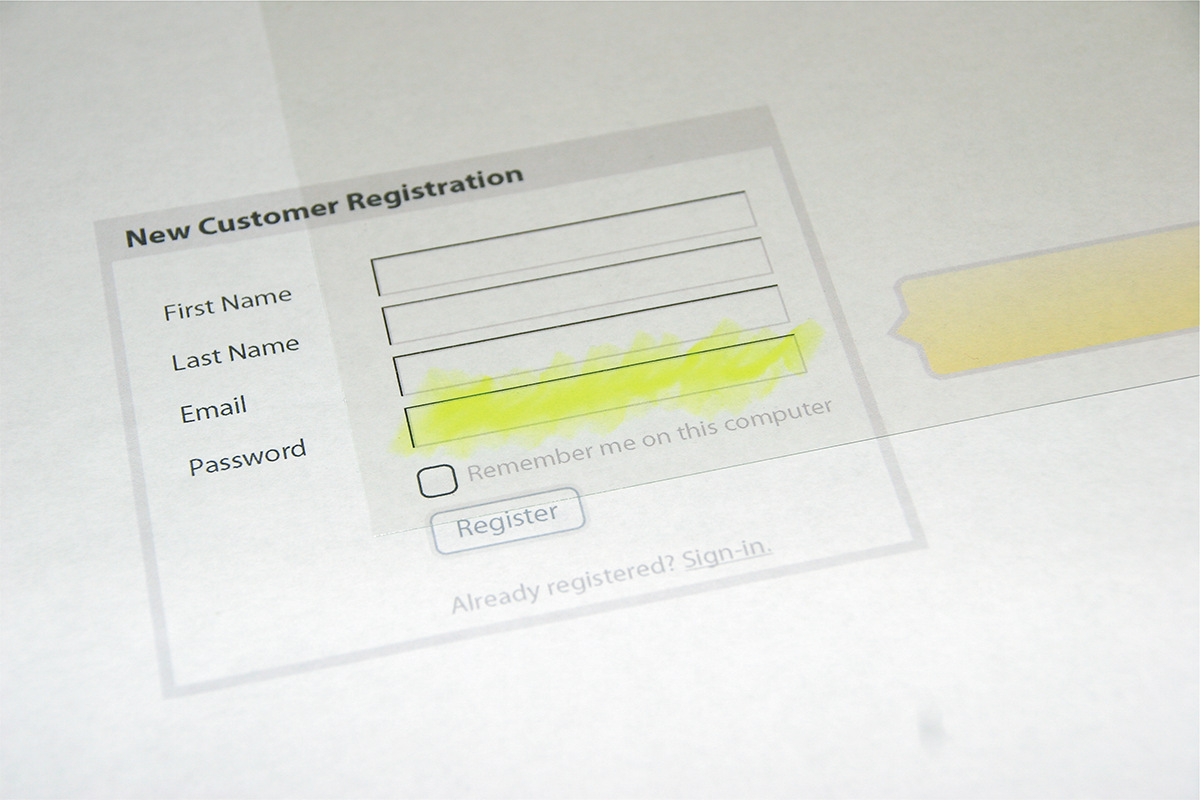 New Customer Registration
First Name
Last Name
Email
Password
Remember me on this computer
Register
Already registered? Sign-in.